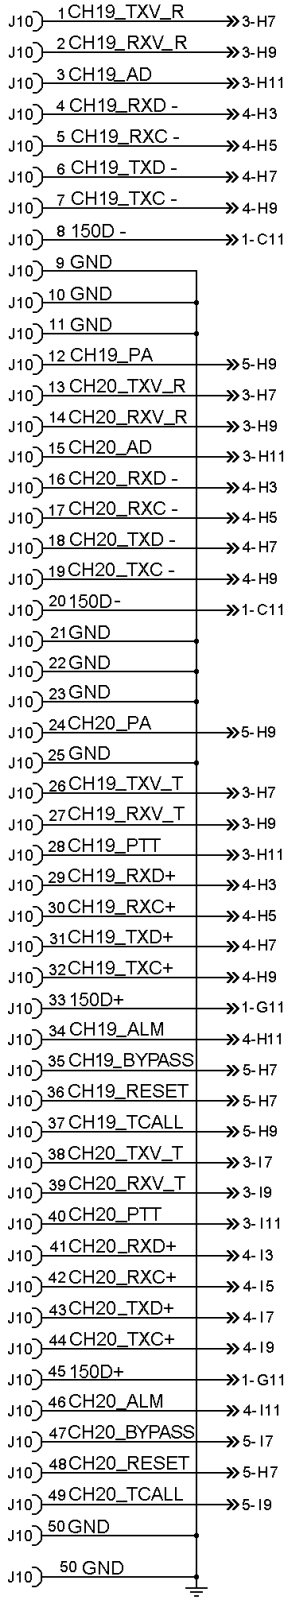 J10 1 CH19_TXV_R 3-H7
J10 2 CH19_RXV_R 3-H9
J10 3 CH19_AD 3-H11
J10 4 CH19_RXD - 4-H3
J10 5 CH19_RXC - 4-H5
J10 6 CH19_TXD - 4-H7
J10 7 CH19_TXC - 4-H9
J10 8 150D - 1-C11
J10 9 GND
J10 10 GND
J10 11 GND
J10 12 CH19_PA 5-H9
J10 13 CH20_TXV_R 3-H7
J10 14 CH20_RXV_R 3-H9
J10 15 CH20_AD 3-H11
J10 16 CH20_RXD - 4-H3
J10 17 CH20_RXC - 4-H5
J10 18 CH20_TXD - 4-H7
J10 19 CH20_TXC - 4-H9
J10 20 150D- 1-C11
J10 21 GND
J10 22 GND
J10 23 GND
J10 24 CH20_PA 5-H9
J10 25 GND
J10 26 CH19_TXV_T 3-H7
J10 27 CH19_RXV_T 3-H9
J10 28 CH19_PTT 3-H11
J10 29 CH19_RXD+ 4-H3
J10 30 CH19_RXC+ 4-H5
J10 31 CH19_TXD+ 4-H7
J10 32 CH19_TXC+ 4-H9
J10 33 150D+ 1-G11
J10 34 CH19_ALM 4-H11
J10 35 CH19_BYPASS 5-H7
J10 36 CH19_RESET 5-H7
J10 37 CH19_TCALL 5-H9
J10 38 CH20_TXV_T 3-I7
J10 39 CH20_RXV_T 3-I9
J10 40 CH20_PTT 3-I11
J10 41 CH20_RXD+ 4-I3
J10 42 CH20_RXC+ 4-I5
J10 43 CH20_TXD+ 4-I7
J10 44 CH20_TXC+ 4-I9
J10 45 150D+ 1-G11
J10 46 CH20_ALM 4-I11
J10 47 CH20_BYPASS 5-I7
J10 48 CH20_RESET 5-H7
J10 49 CH20_TCALL 5-I9
J10 50 GND
J10 50 GND